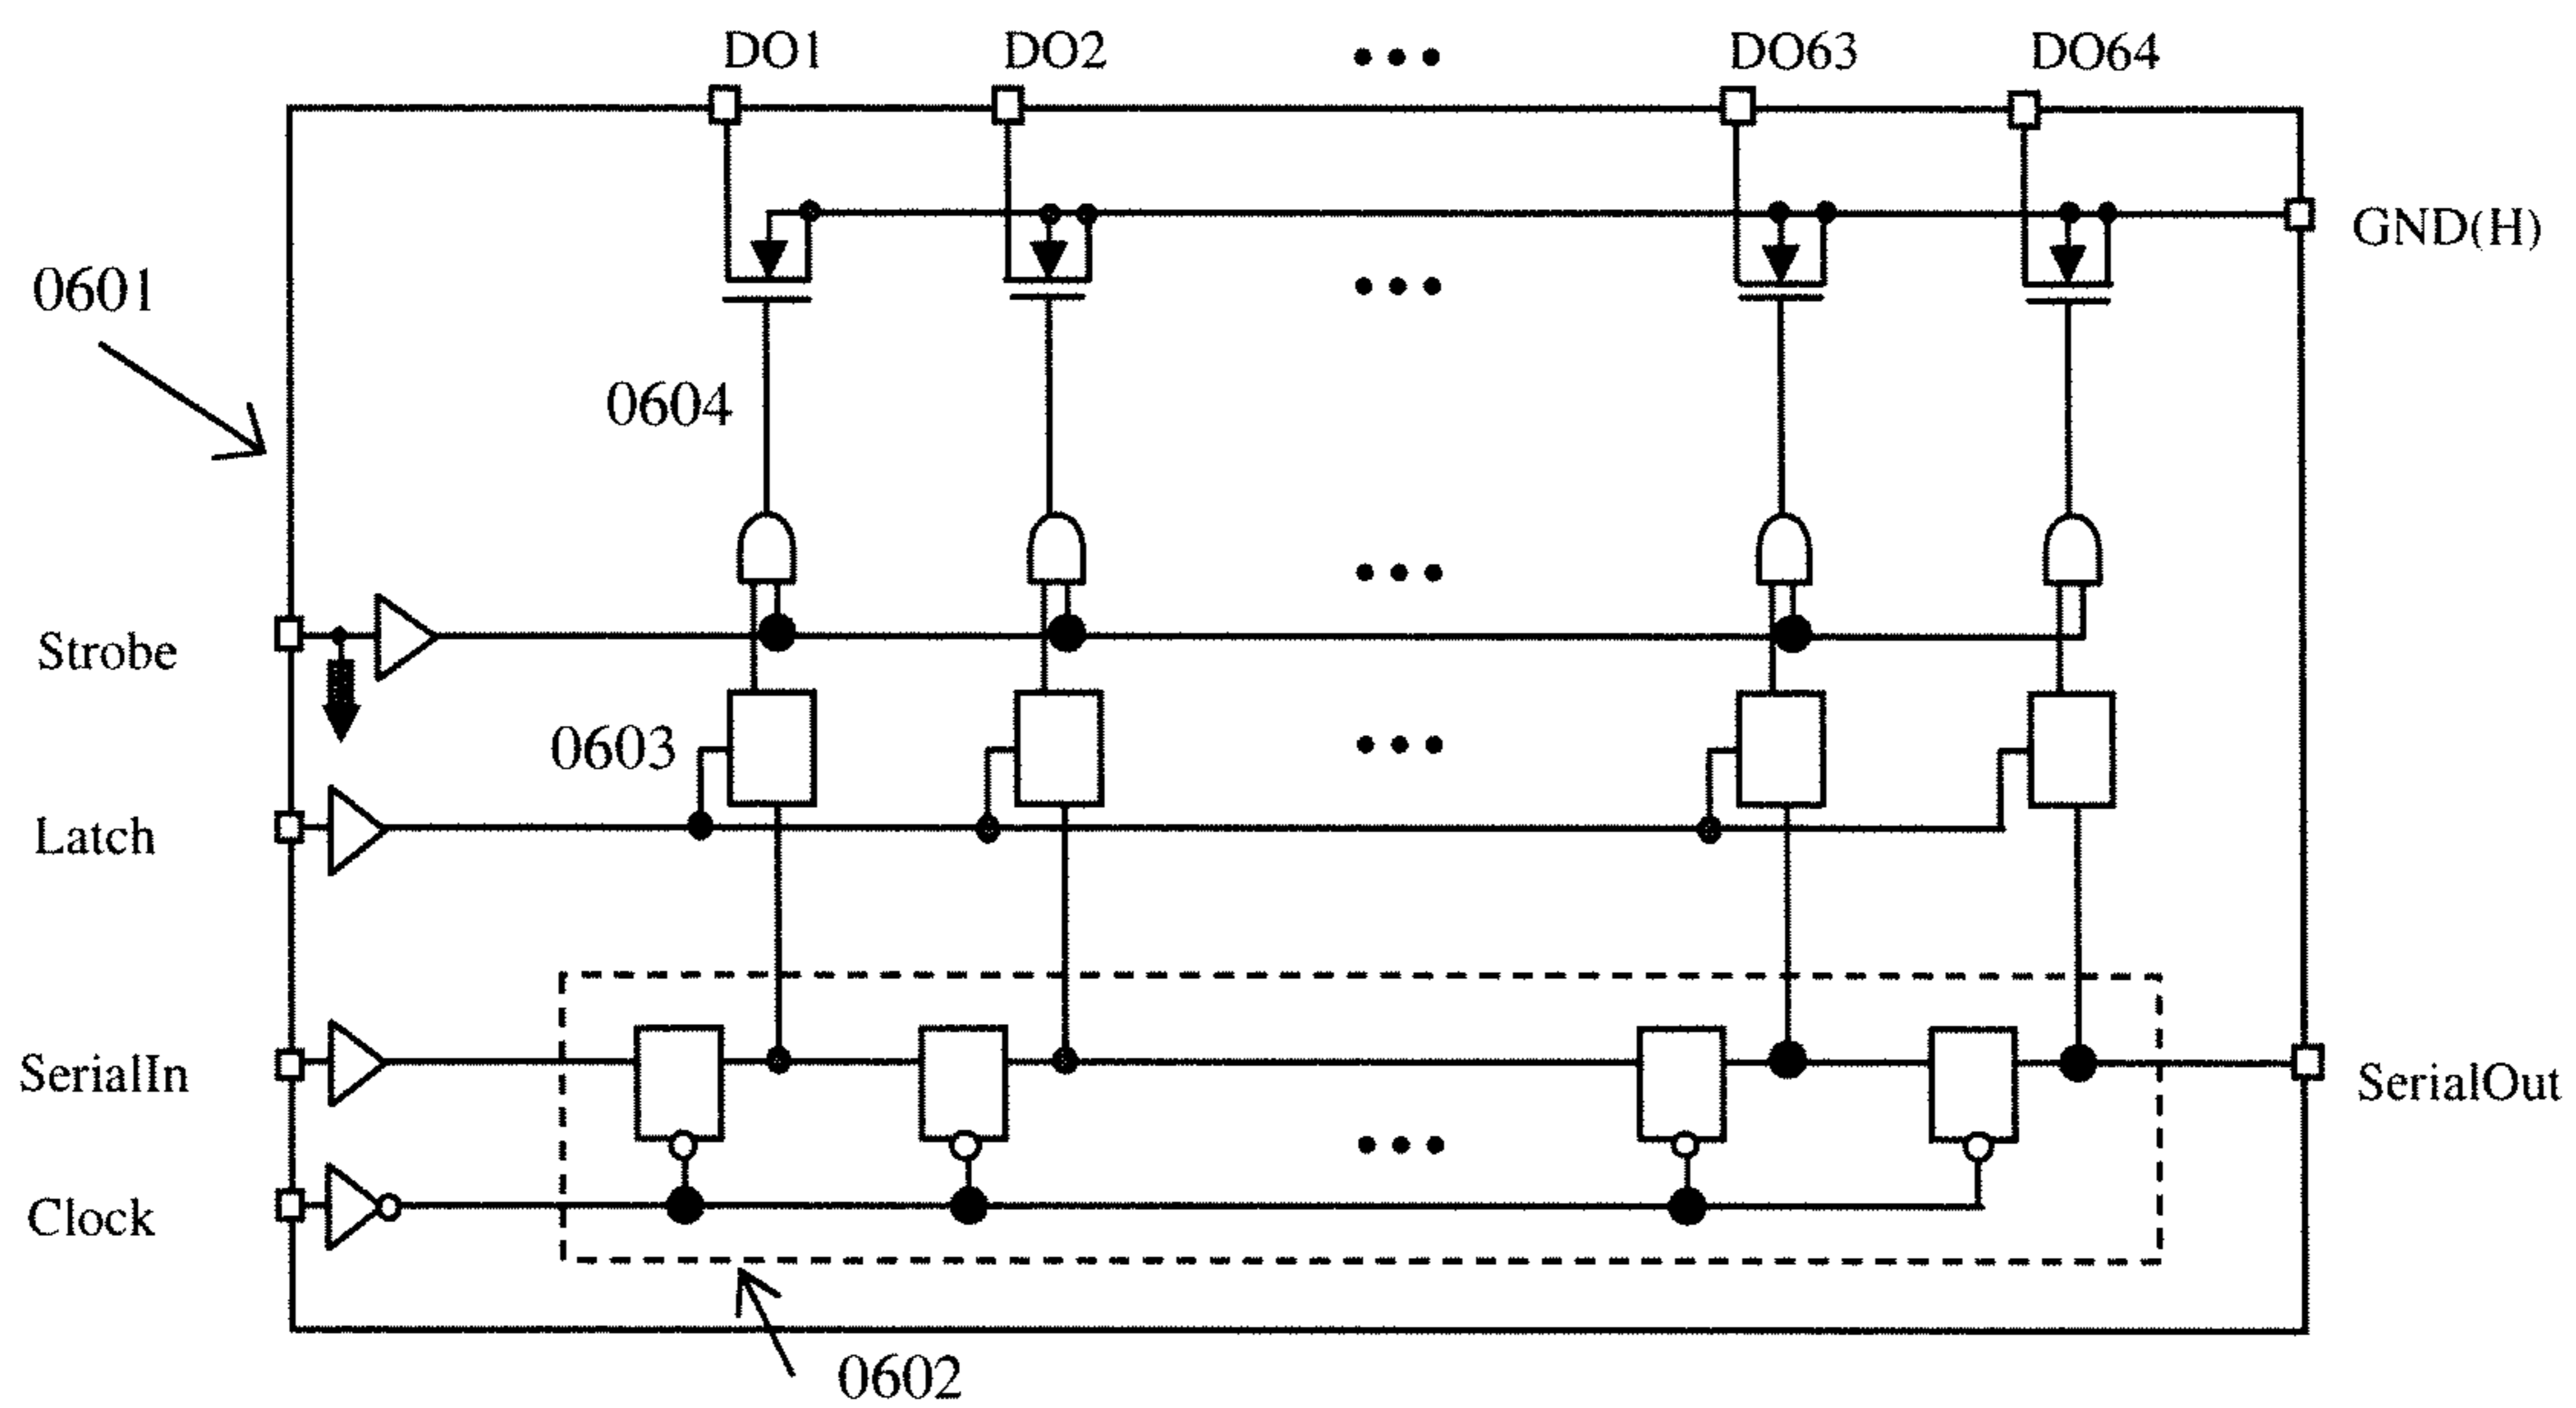 DO1 DO2 ••• DO63 DO64
GND(H)
0601
•••
0604
•••
Strobe
0603
•••
Latch
SerialIn
SerialOut
•••
Clock
0602